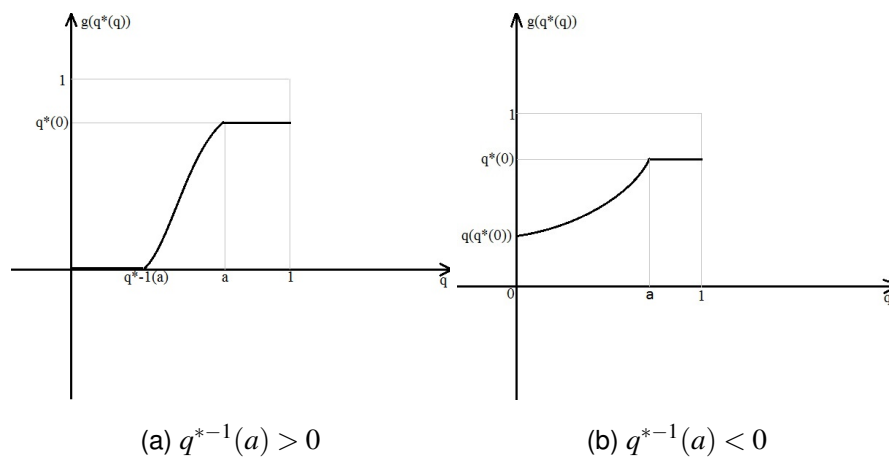 g(q*(q))
1
q*(0)
q*-1(a)
a
1
q
g(q*(q))
1
q*(0)
q(q*(0))
0
a
1
q
(a) q*−1(a) > 0
(b) q*−1(a) < 0